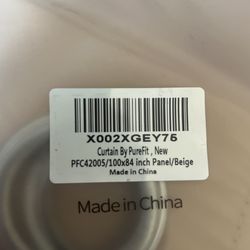 X002XGEY75
Curtain By PureFit , New
PFC42005/100x84 inch Panel/Beige
Made in China
Made in China